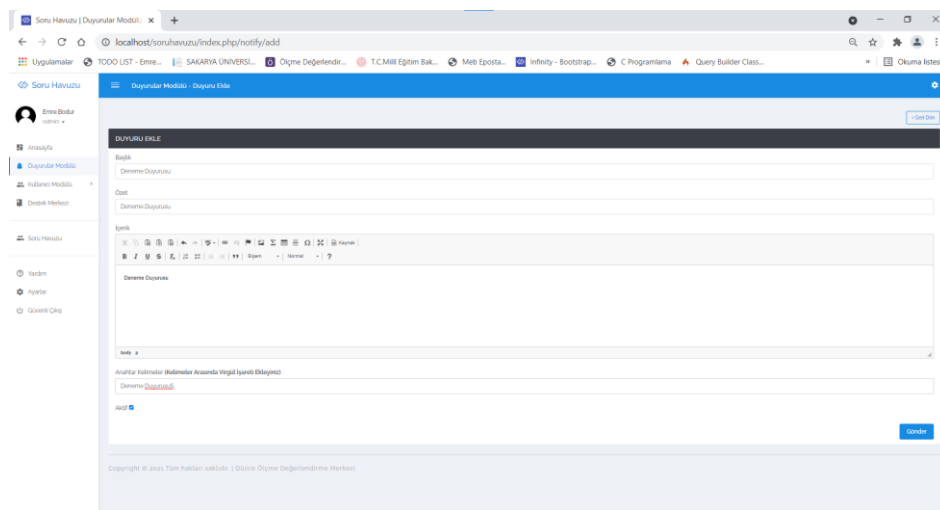 Soru Havuzu | Duyurular Modülü
localhost/soruhavuzu/index.php/notify/add
Uygulamalar TODO LIST - Emre... SAKARYA ÜNİVERSİ... Ölçme Değerlendir... T.C.Milli Eğitim Bak... Meb Eposta... Infinity - Bootstrap... C Programlama Query Builder Class... » Okuma listes
Soru Havuzu
Duyurular Modülü - Duyuru Ekle
Emre Bodur
admin
‹ Geri Dön
Anasayfa
Duyurular Modülü
Kullanıcı Modülü
Destek Merkezi
Soru Havuzu
Yardım
Ayarlar
Güvenli Çıkış
DUYURU EKLE
Başlık
Deneme Duyurusu
Özet
Deneme Duyurusu
İçerik
Kaynak
B I U S Biçem Normal ?
Deneme Duyurusu
body p
Anahtar Kelimeler (Kelimeler Arasında Virgül İşareti Ekleyiniz)
Aktif
Gönder
Copyright © 2021 Tüm hakları saklıdır. | Düzce Ölçme Değerlendirme Merkezi